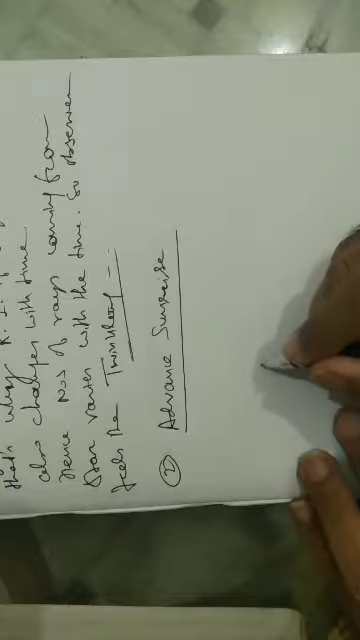 that's why R. I. of
also changes with time
Hence Nos of rays coming from
Star varies with the time. So observer
feels the Twinkling -:
② Advance Sunrise